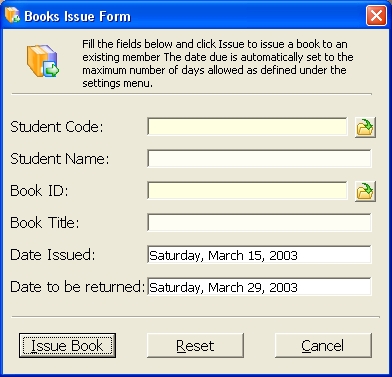 Books Issue Form
Fill the fields below and click Issue to issue a book to an
existing member The date due is automatically set to the
maximum number of days allowed as defined under the
settings menu.
Student Code:
Student Name:
Book ID:
Book Title:
Date Issued: Saturday, March 15, 2003
Date to be returned: Saturday, March 29, 2003
Issue Book Reset Cancel